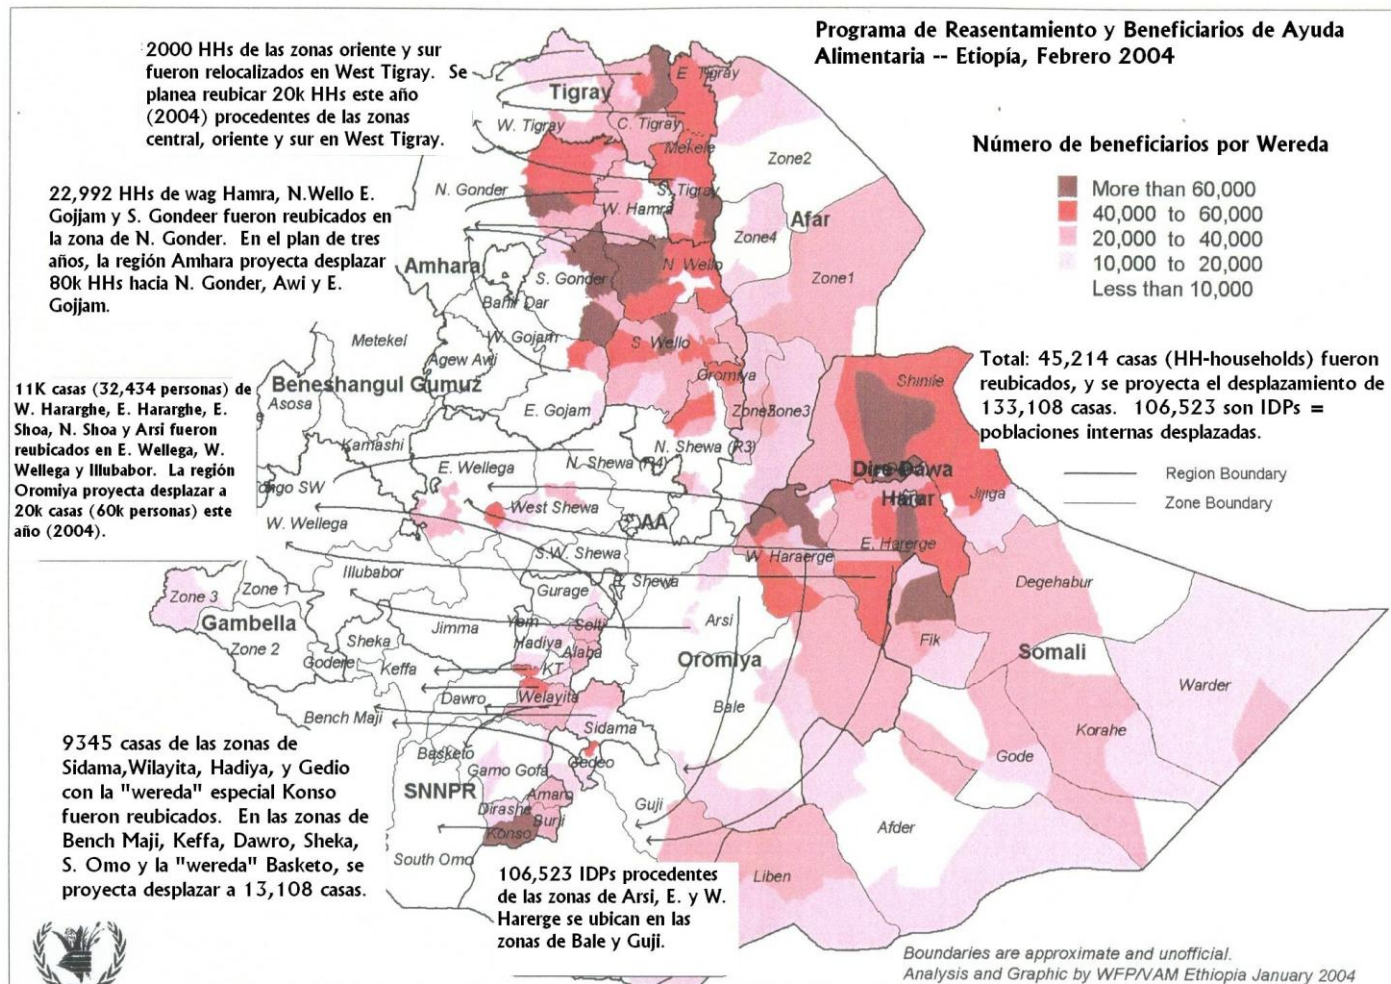 Programa de Reasentamiento y Beneficiarios de Ayuda
Alimentaria -- Etiopía, Febrero 2004
2000 HHs de las zonas oriente y sur
fueron relocalizados en West Tigray. Se
planea reubicar 20k HHs este año
(2004) procedentes de las zonas
central, oriente y sur en West Tigray.
22,992 HHs de wag Hamra, N.Wello E.
Gojjam y S. Gondeer fueron reubicados en
la zona de N. Gonder. En el plan de tres
años, la región Amhara proyecta desplazar
80k HHs hacia N. Gonder, Awi y E.
Gojjam.
11K casas (32,434 personas) de
W. Hararghe, E. Hararghe, E.
Shoa, N. Shoa y Arsi fueron
reubicados en E. Wellega, W.
Wellega y Illubabor. La región
Oromiya proyecta desplazar a
20k casas (60k personas) este
año (2004).
9345 casas de las zonas de
Sidama,Wilayita, Hadiya, y Gedio
con la "wereda" especial Konso
fueron reubicados. En las zonas de
Bench Maji, Keffa, Dawro, Sheka,
S. Omo y la "wereda" Basketo, se
proyecta desplazar a 13,108 casas.
106,523 IDPs procedentes
de las zonas de Arsi, E. y W.
Harerge se ubican en las
zonas de Bale y Guji.
Número de beneficiarios por Wereda
More than 60,000
40,000 to 60,000
20,000 to 40,000
10,000 to 20,000
Less than 10,000
Total: 45,214 casas (HH-households) fueron
reubicados, y se proyecta el desplazamiento de
133,108 casas. 106,523 son IDPs =
poblaciones internas desplazadas.
Region Boundary
Zone Boundary
E. Tigray
Tigray
W. Tigray
C. Tigray
Mekele
Zone2
N. Gonder
S. Tigray
W. Hamra
Afar
Zone4
Amhara
S. Gonder
N. Wello
Zone1
Bahir Dar
Metekel
W. Gojam
S. Wello
Agew Awi
Oromiya
Shinile
Beneshangul Gumuz
Asosa
E. Gojam
Zone3
Kamashi
N. Shewa (R3)
N. Shewa (R4)
E. Wellega
Dire Dawa
Harar
Jijiga
SW
West Shewa
AA
W. Wellega
S.W. Shewa
W. Haraerge
E. Harerge
Illubabor
E. Shewa
Degehabur
Zone 3
Zone 1
Gurage
Arsi
Gambella
Yem
Selti
Zone 2
Sheka
Jimma
Hadiya
Alaba
Fik
Godere
Keffa
KT
Oromiya
Somali
Dawro
Welayita
Warder
Bench Maji
Bale
Sidama
Korahe
Basketo
Gedeo
Gode
Gamo Gofa
SNNPR
Amaro
Guji
Dirashe
Burji
Afder
Konso
South Omo
Liben
Boundaries are approximate and unofficial.
Analysis and Graphic by WFP/VAM Ethiopia January 2004